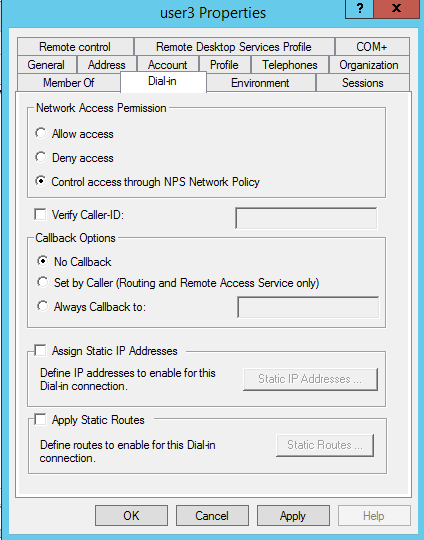 user3 Properties
?
Remote control
Remote Desktop Services Profile
COM+
General
Address
Account
Profile
Telephones
Organization
Member Of
Dial-in
Environment
Sessions
Network Access Permission
Allow access
Deny access
Control access through NPS Network Policy
Verify Caller-ID:
Callback Options
No Callback
Set by Caller (Routing and Remote Access Service only)
Always Callback to:
Assign Static IP Addresses
Define IP addresses to enable for this
Dial-in connection.
Static IP Addresses ...
Apply Static Routes
Define routes to enable for this Dial-in
connection.
Static Routes ...
OK
Cancel
Apply
Help